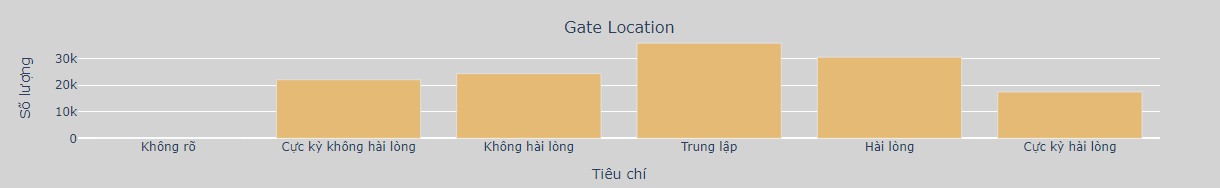 Gate Location
Số lượng
30k
20k
10k
0
Không rõ
Cực kỳ không hài lòng
Không hài lòng
Trung lập
Hài lòng
Cực kỳ hài lòng
Tiêu chí